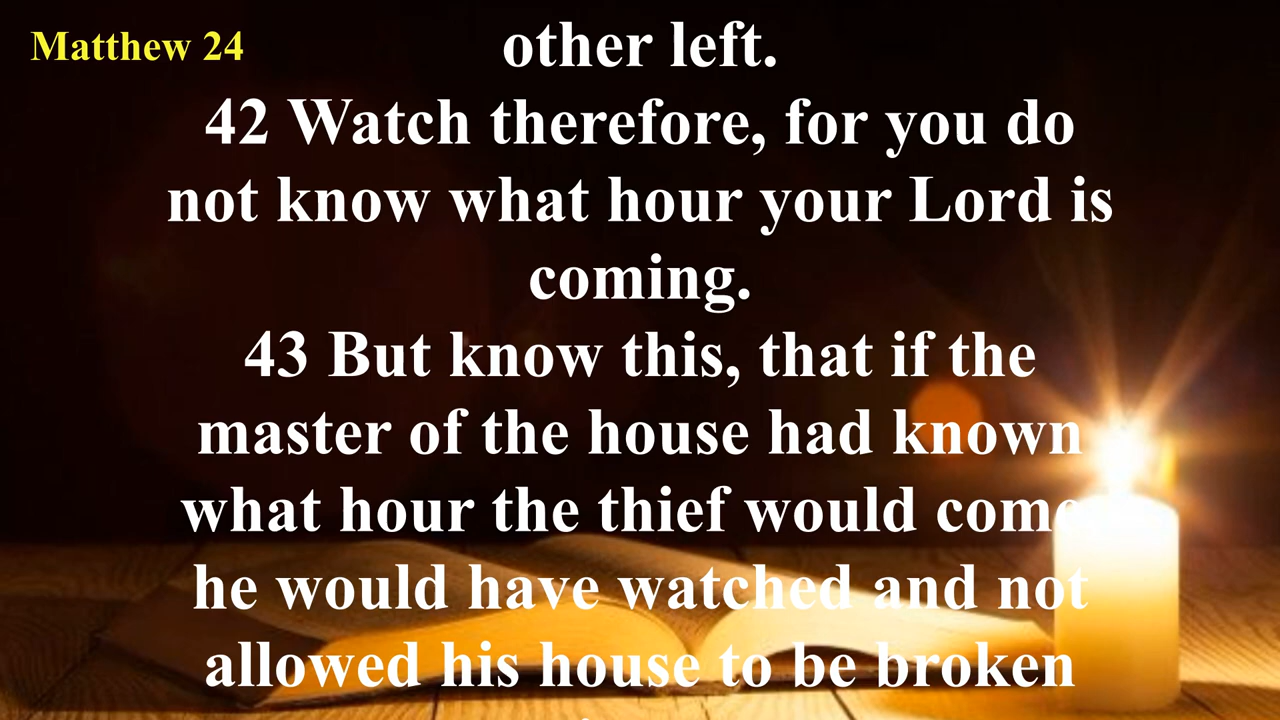 Matthew 24
other left.
42 Watch therefore, for you do
not know what hour your Lord is
coming.
43 But know this, that if the
master of the house had known
what hour the thief would come,
he would have watched and not
allowed his house to be broken